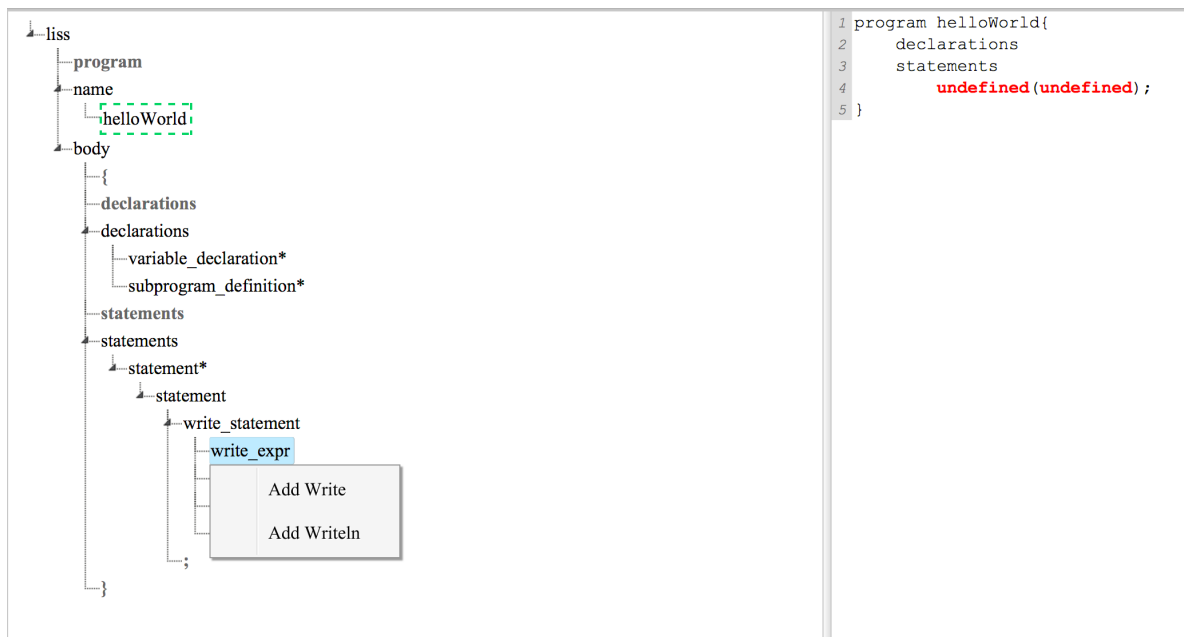 liss
program
name
helloWorld
body
{
declarations
declarations
variable_declaration*
subprogram_definition*
statements
statements
statement*
statement
write_statement
write_expr
Add Write
Add Writeln
;
}
1 program helloWorld{
2 declarations
3 statements
4 undefined(undefined);
5 }